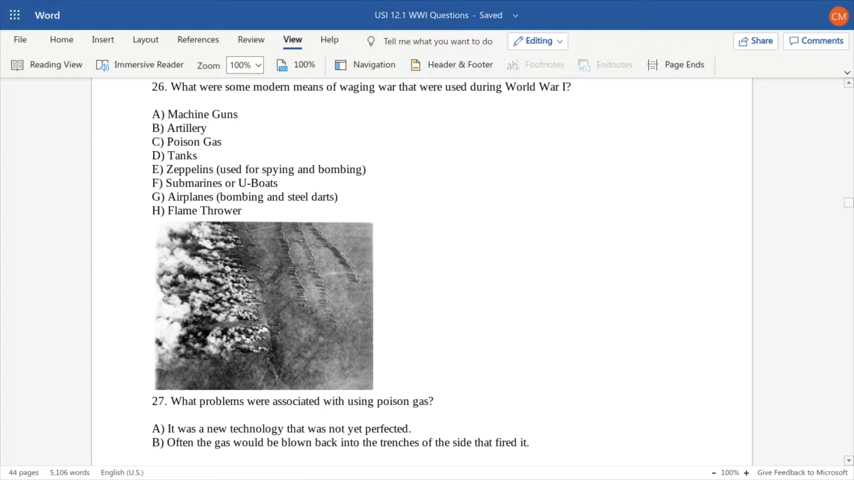 Word
USI 12.1 WWI Questions - Saved
CM
File Home Insert Layout References Review View Help Tell me what you want to do Editing Share Comments
Reading View Immersive Reader Zoom 100% 100% Navigation Header & Footer Footnotes Endnotes Page Ends
26. What were some modern means of waging war that were used during World War I?
A) Machine Guns
B) Artillery
C) Poison Gas
D) Tanks
E) Zeppelins (used for spying and bombing)
F) Submarines or U-Boats
G) Airplanes (bombing and steel darts)
H) Flame Thrower
27. What problems were associated with using poison gas?
A) It was a new technology that was not yet perfected.
B) Often the gas would be blown back into the trenches of the side that fired it.
44 pages 5,106 words English (U.S.) - 100% + Give Feedback to Microsoft